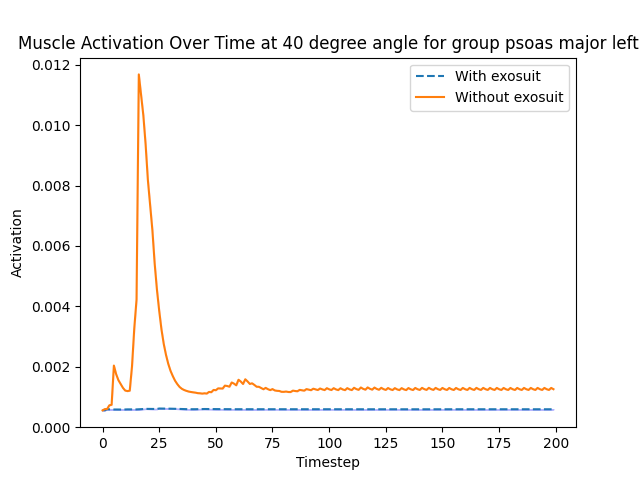 Muscle Activation Over Time at 40 degree angle for group psoas major left
With exosuit
Without exosuit
0.012
0.010
0.008
0.006
0.004
0.002
0.000
Activation
0 25 50 75 100 125 150 175 200
Timestep